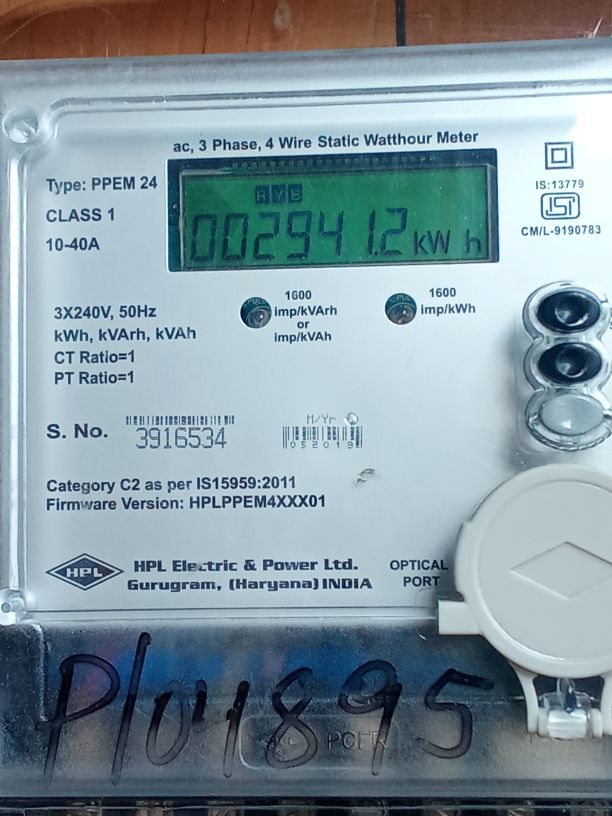 ac, 3 Phase, 4 Wire Static Watthour Meter
Type: PPEM 24
CLASS 1
10-40A
R Y B
002941.2 kW h
IS:13779
ISI
CM/L-9190783
3X240V, 50Hz
kWh, kVArh, kVAh
CT Ratio=1
PT Ratio=1
1600
imp/kVArh
or
imp/kVAh
1600
imp/kWh
S. No.
3916534
M/Yr.
052019
Category C2 as per IS15959:2011
Firmware Version: HPLPPEM4XXX01
HPL
HPL Electric & Power Ltd.
Gurugram, (Haryana) INDIA
OPTICAL
PORT
P/04895